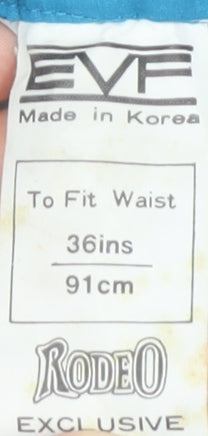 EVF
Made in Korea
To Fit Waist
36ins
91cm
RODEO
EXCLUSIVE